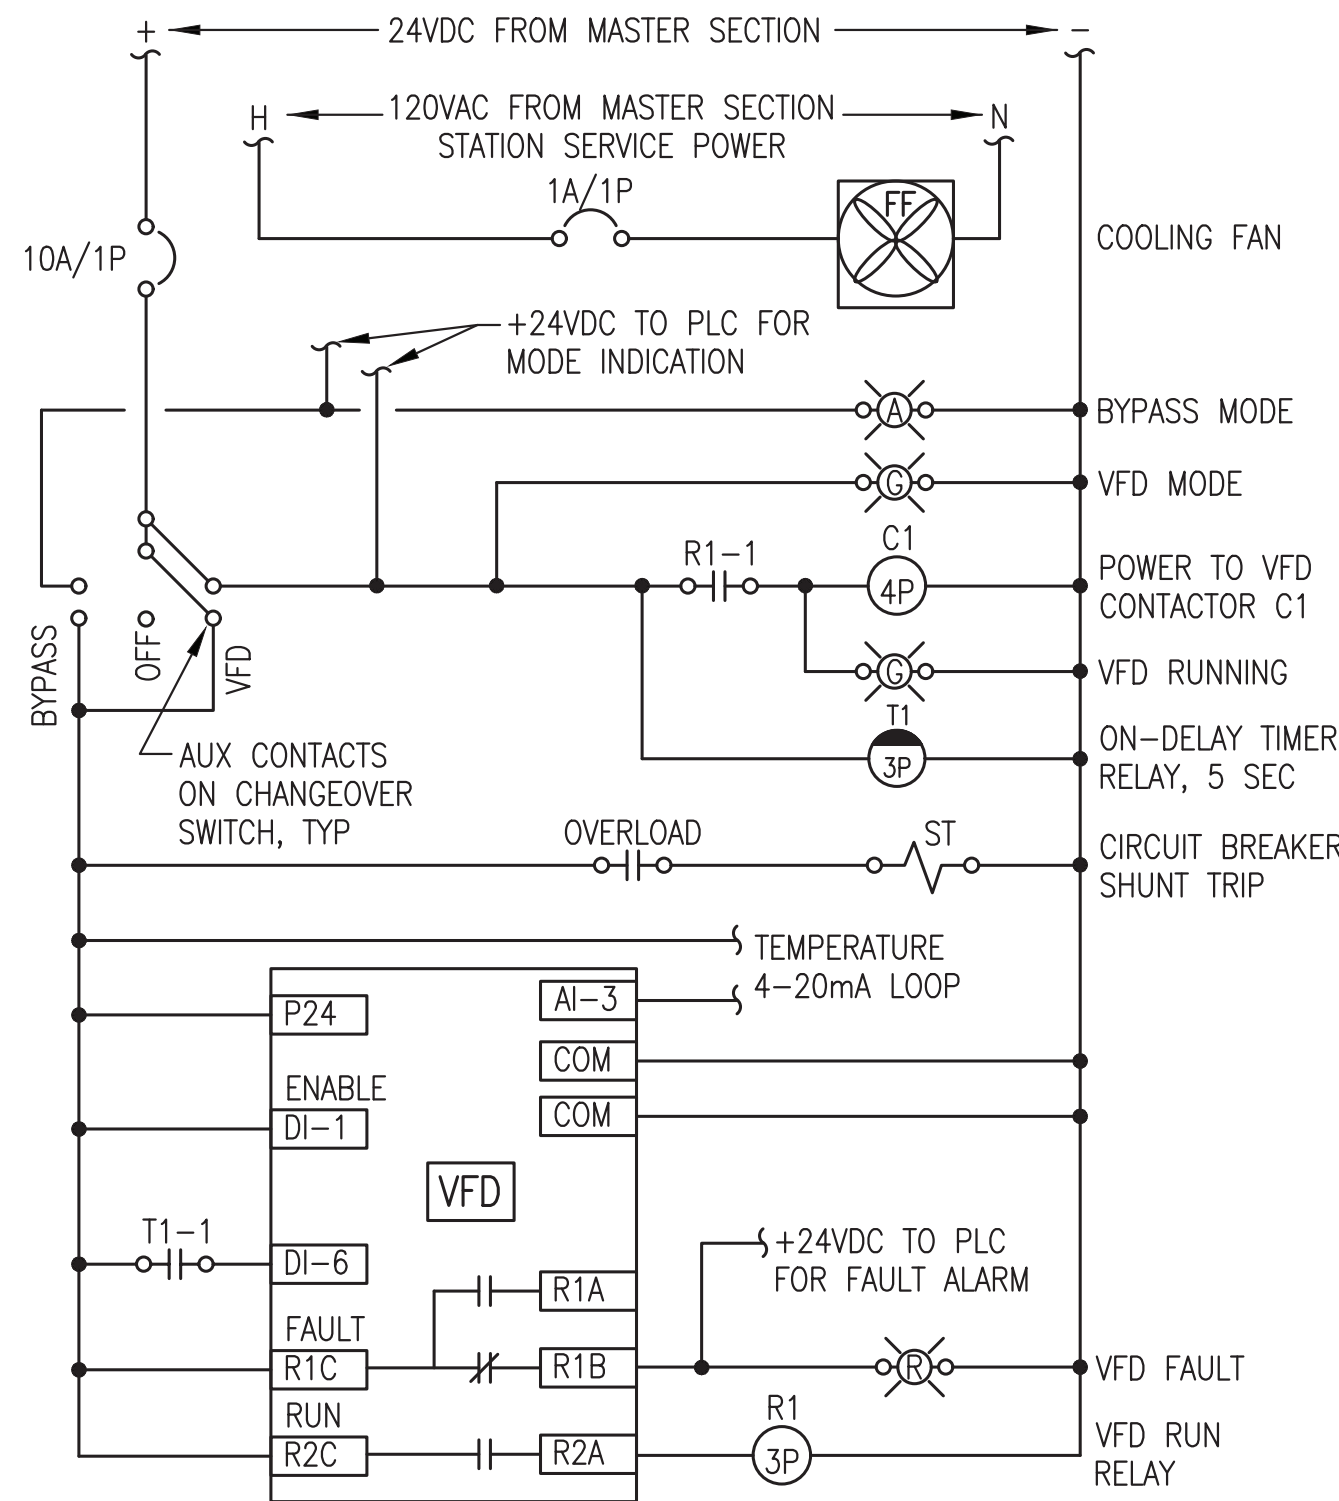 + 24VDC FROM MASTER SECTION -
H 120VAC FROM MASTER SECTION N
STATION SERVICE POWER
1A/1P
FF
10A/1P
COOLING FAN
+24VDC TO PLC FOR
MODE INDICATION
A BYPASS MODE
G VFD MODE
R1-1
C1
4P
POWER TO VFD
CONTACTOR C1
BYPASS
OFF
VFD
G VFD RUNNING
T1
3P
ON-DELAY TIMER
RELAY, 5 SEC
AUX CONTACTS
ON CHANGEOVER
SWITCH, TYP
OVERLOAD
ST
CIRCUIT BREAKER
SHUNT TRIP
TEMPERATURE
4-20mA LOOP
P24
AI-3
COM
ENABLE
DI-1
COM
VFD
T1-1
DI-6
+24VDC TO PLC
FOR FAULT ALARM
R1A
FAULT
R1C
R1B
R VFD FAULT
RUN
R2C
R2A
R1
3P
VFD RUN
RELAY